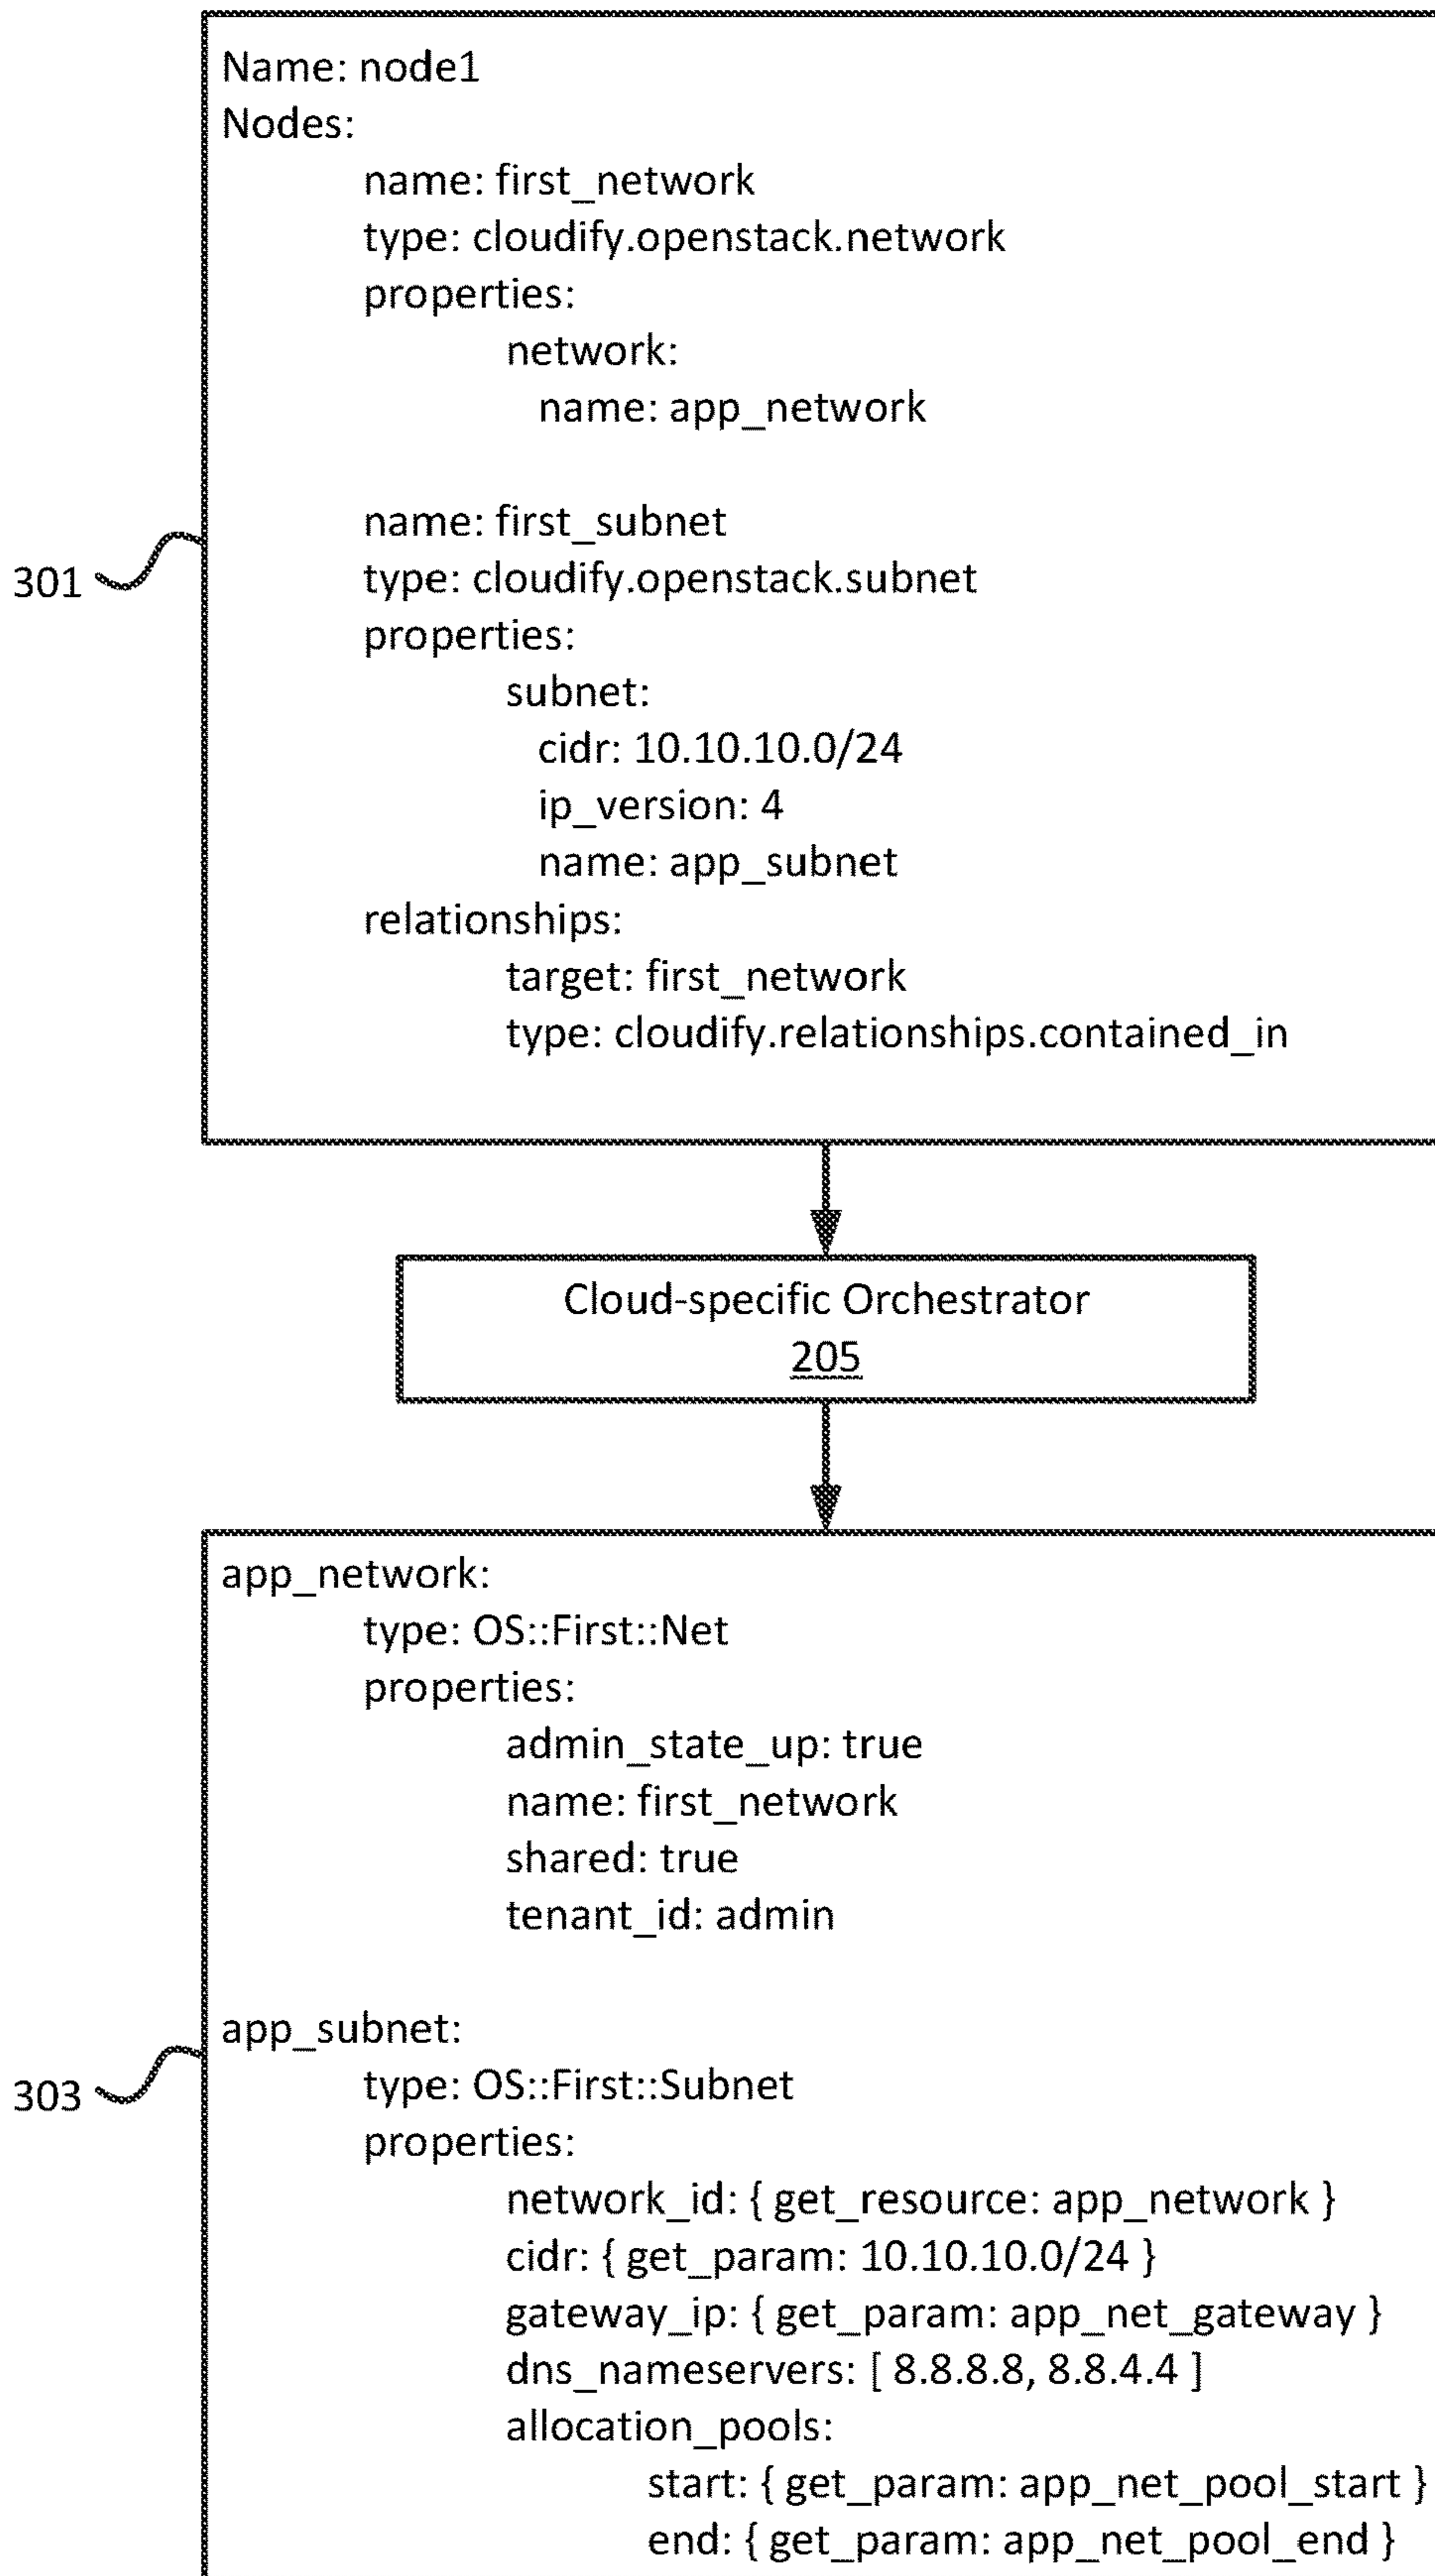 Name: node1
Nodes:
name: first_network
type: cloudify.openstack.network
properties:
network:
name: app_network
name: first_subnet
301
type: cloudify.openstack.subnet
properties:
subnet:
cidr: 10.10.10.0/24
ip_version: 4
name: app_subnet
relationships:
target: first_network
type: cloudify.relationships.contained_in
Cloud-specific Orchestrator
205
app_network:
type: OS::First::Net
properties:
admin_state_up: true
name: first_network
shared: true
tenant_id: admin
app_subnet:
303
type: OS::First::Subnet
properties:
network_id: { get_resource: app_network }
cidr: { get_param: 10.10.10.0/24 }
gateway_ip: { get_param: app_net_gateway }
dns_nameservers: [ 8.8.8.8, 8.8.4.4 ]
allocation_pools:
start: { get_param: app_net_pool_start }
end: { get_param: app_net_pool_end }